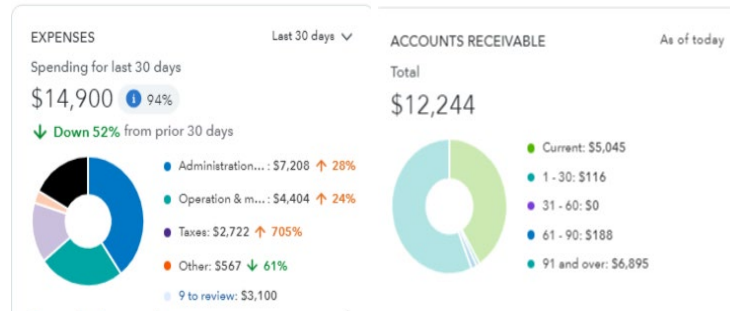 EXPENSES
Last 30 days
Spending for last 30 days
$14,900 i 94%
Down 52% from prior 30 days
Administration... : $7,208 ↑ 28%
Operation & m... : $4,404 ↑ 24%
Taxes: $2,722 ↑ 705%
Other: $567 ↓ 61%
9 to review: $3,100
ACCOUNTS RECEIVABLE
As of today
Total
$12,244
Current: $5,045
1 - 30: $116
31 - 60: $0
61 - 90: $188
91 and over: $6,895